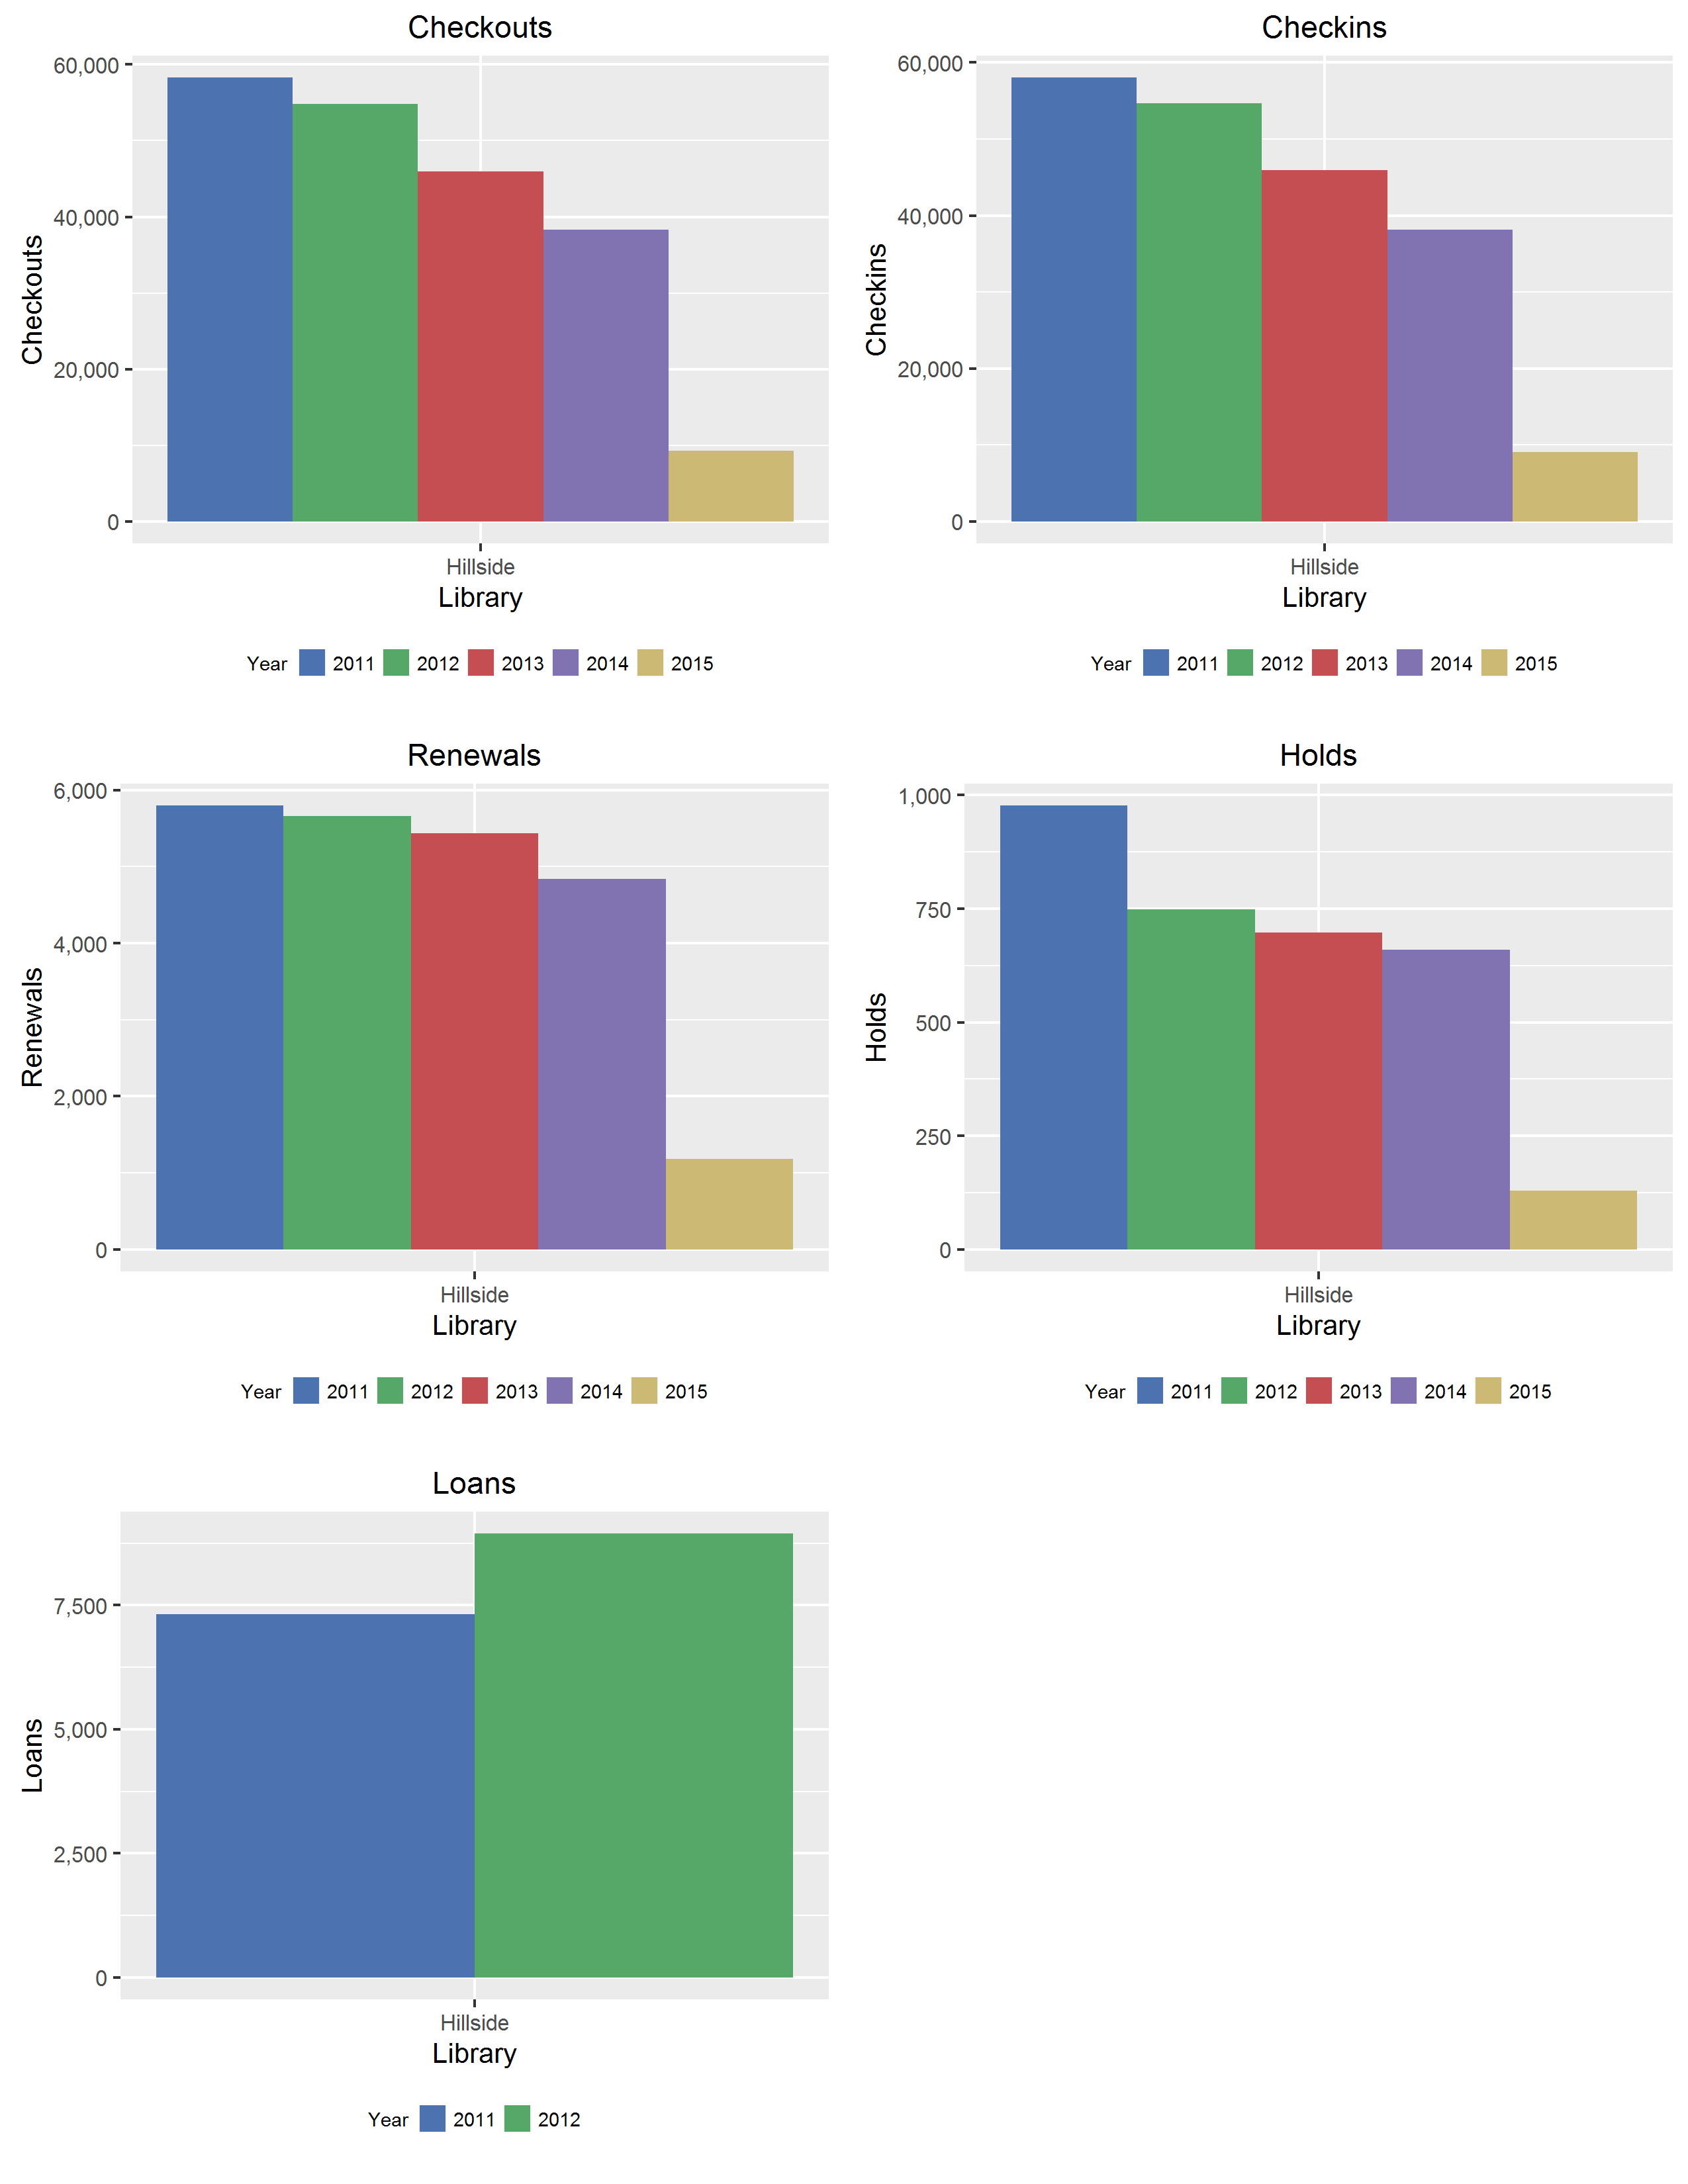 Checkouts
60,000
40,000
20,000
0
Checkouts
Hillside
Library
Year 2011 2012 2013 2014 2015
Checkins
60,000
40,000
20,000
0
Checkins
Hillside
Library
Year 2011 2012 2013 2014 2015
Renewals
6,000
4,000
2,000
0
Renewals
Hillside
Library
Year 2011 2012 2013 2014 2015
Holds
1,000
750
500
250
0
Holds
Hillside
Library
Year 2011 2012 2013 2014 2015
Loans
7,500
5,000
2,500
0
Loans
Hillside
Library
Year 2011 2012